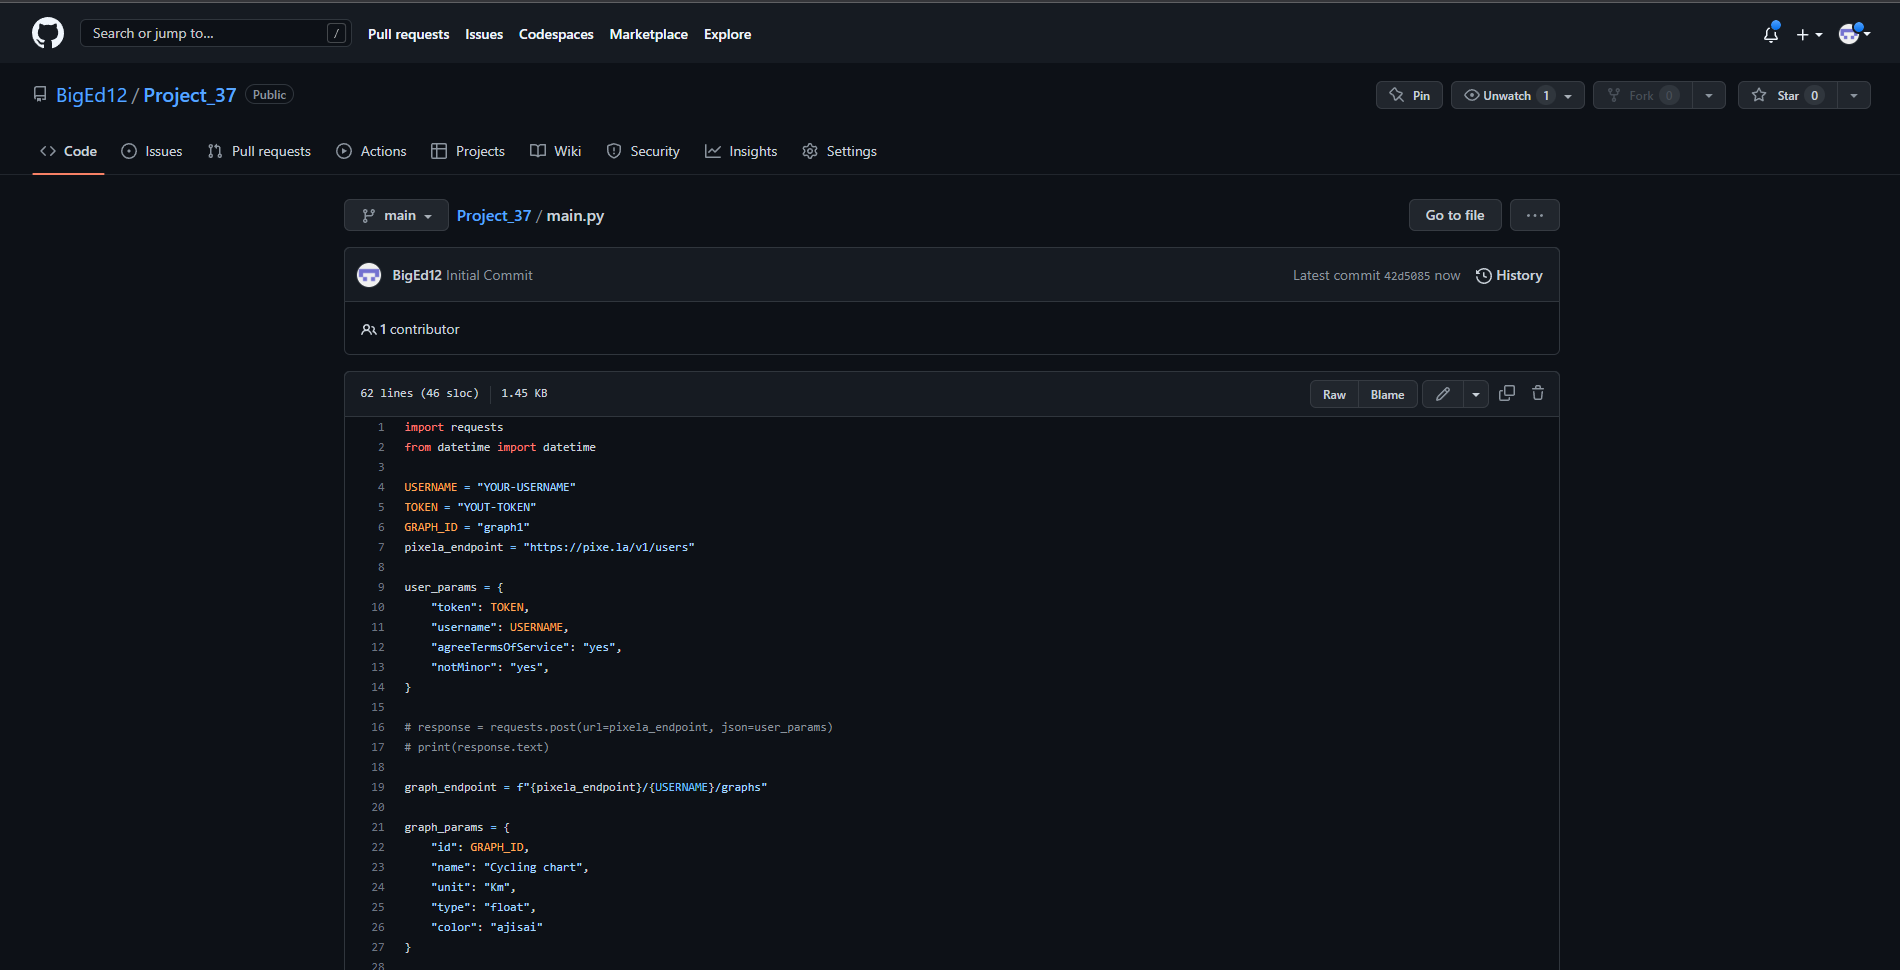 Search or jump to... /
Pull requests Issues Codespaces Marketplace Explore
BigEd12 / Project_37 Public
Pin Unwatch 1 Fork 0 Star 0
Code Issues Pull requests Actions Projects Wiki Security Insights Settings
main Project_37 / main.py Go to file ...
BigEd12 Initial Commit Latest commit 42d5085 now History
1 contributor
62 lines (46 sloc) 1.45 KB Raw Blame
1 import requests
2 from datetime import datetime
3
4 USERNAME = "YOUR-USERNAME"
5 TOKEN = "YOUT-TOKEN"
6 GRAPH_ID = "graph1"
7 pixela_endpoint = "https://pixe.la/v1/users"
8
9 user_params = {
10     "token": TOKEN,
11     "username": USERNAME,
12     "agreeTermsOfService": "yes",
13     "notMinor": "yes",
14 }
15
16 # response = requests.post(url=pixela_endpoint, json=user_params)
17 # print(response.text)
18
19 graph_endpoint = f"{pixela_endpoint}/{USERNAME}/graphs"
20
21 graph_params = {
22     "id": GRAPH_ID,
23     "name": "Cycling chart",
24     "unit": "Km",
25     "type": "float",
26     "color": "ajisai"
27 }
28